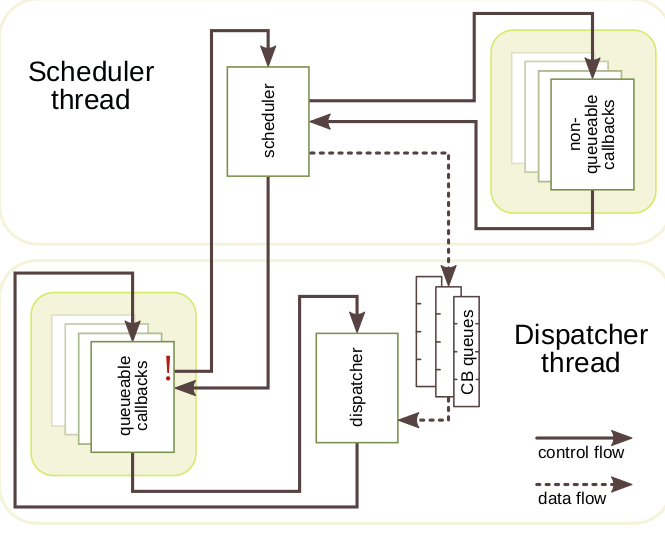 Scheduler
thread
scheduler
non-
queueable
callbacks
queueable
callbacks
!
dispatcher
CB queues
Dispatcher
thread
control flow
data flow